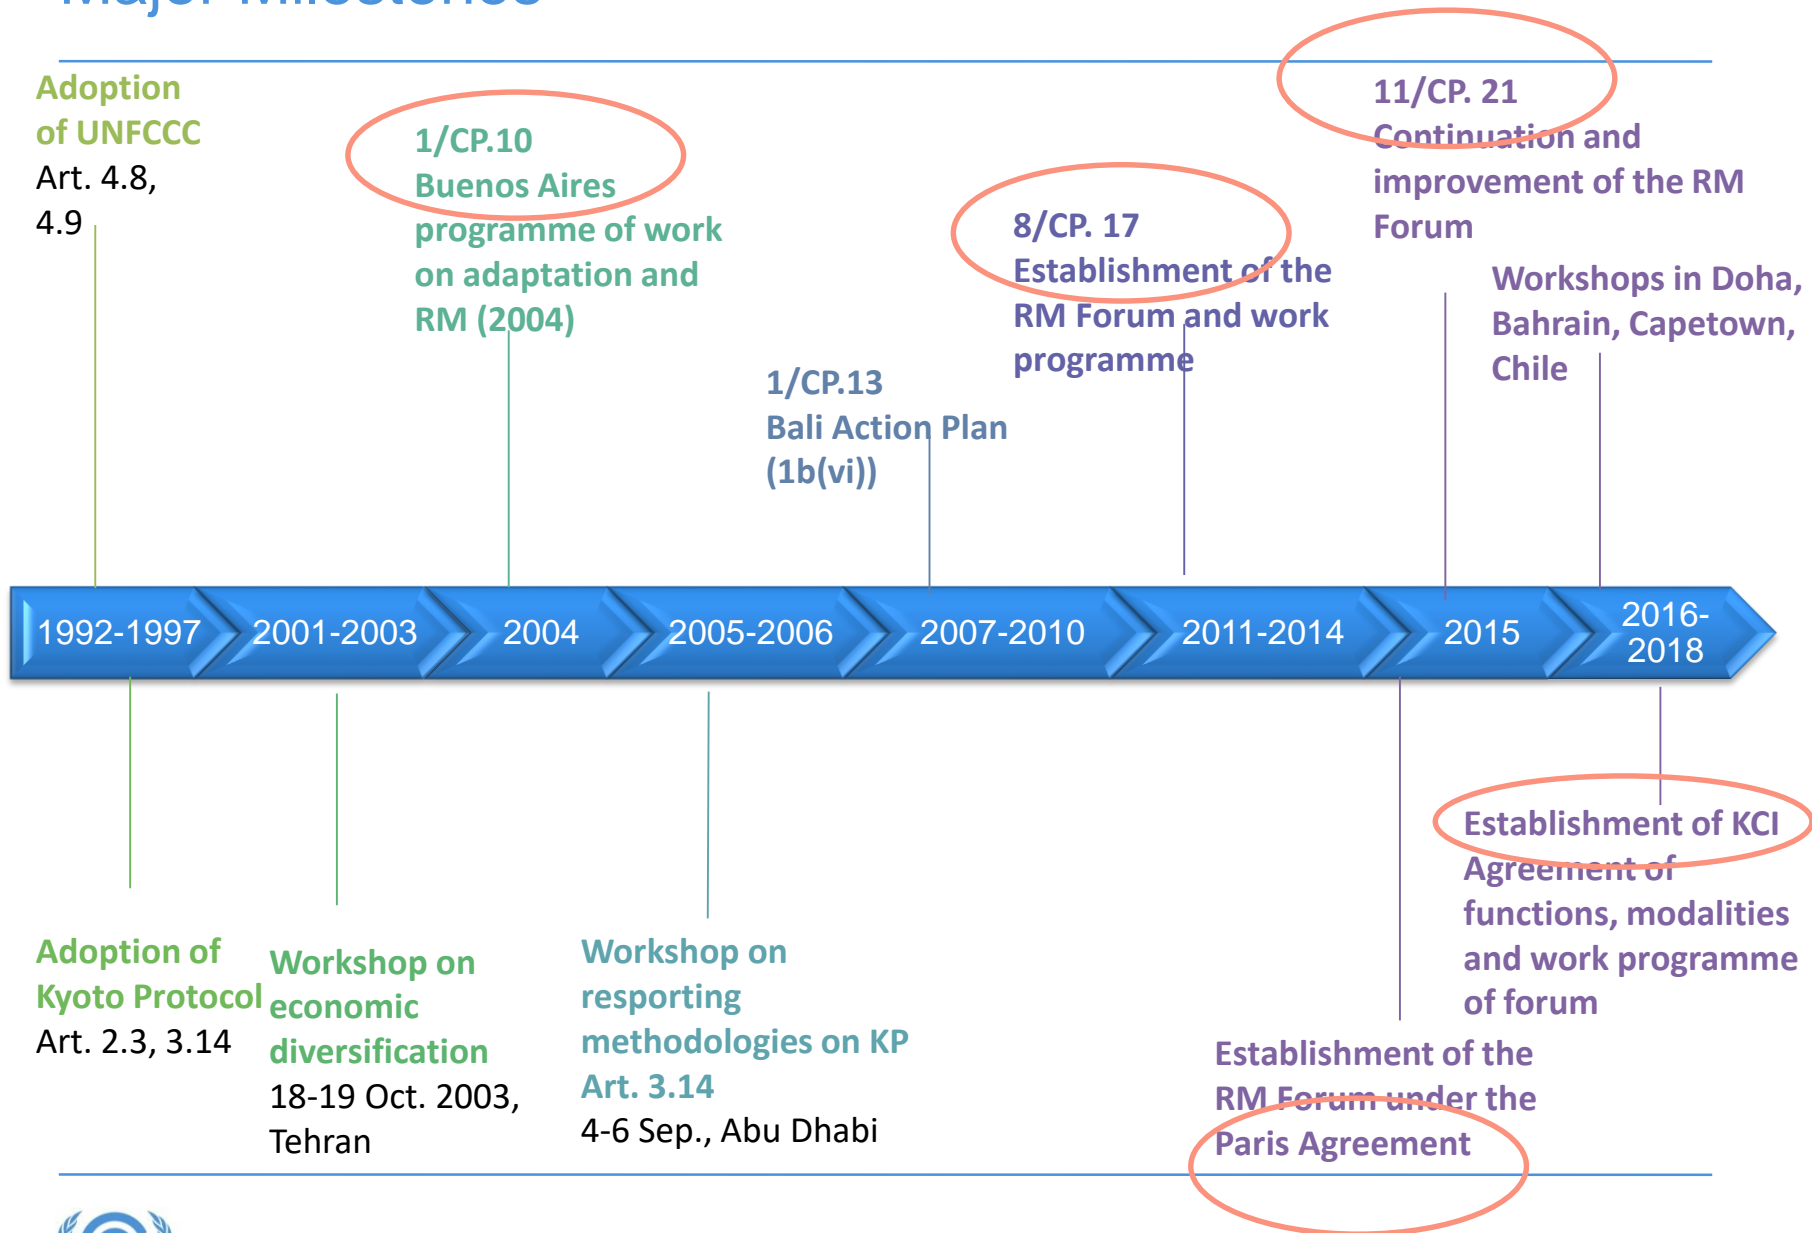 Major Milestones
Adoption
of UNFCCC
Art. 4.8,
4.9
1/CP.10
Buenos Aires
programme of work
on adaptation and
RM (2004)
1/CP.13
Bali Action Plan
(1b(vi))
8/CP. 17
Establishment of the
RM Forum and work
programme
11/CP. 21
Continuation and
improvement of the RM
Forum
Workshops in Doha,
Bahrain, Capetown,
Chile
1992-1997
2001-2003
2004
2005-2006
2007-2010
2011-2014
2015
2016-
2018
Adoption of
Kyoto Protocol
Art. 2.3, 3.14
Workshop on
economic
diversification
18-19 Oct. 2003,
Tehran
Workshop on
resporting
methodologies on KP
Art. 3.14
4-6 Sep., Abu Dhabi
Establishment of the
RM Forum under the
Paris Agreement
Establishment of KCI
Agreement of
functions, modalities
and work programme
of forum